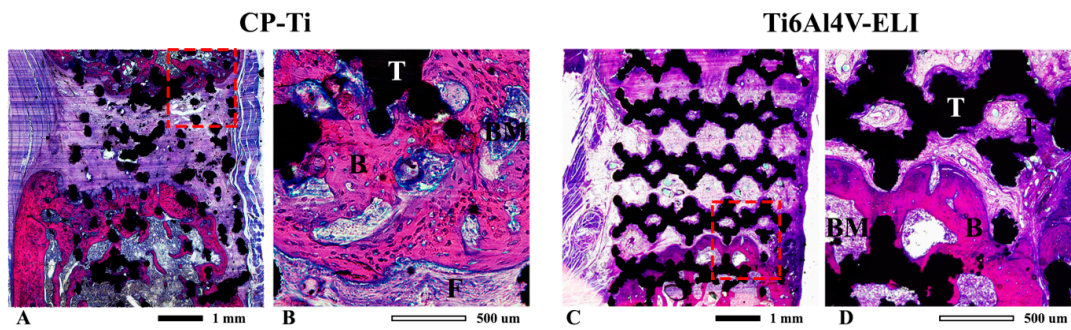 CP-Ti
Ti6Al4V-ELI
T
BM
B
F
T
F
BM
B
A
1 mm
B
500 um
C
1 mm
D
500 um